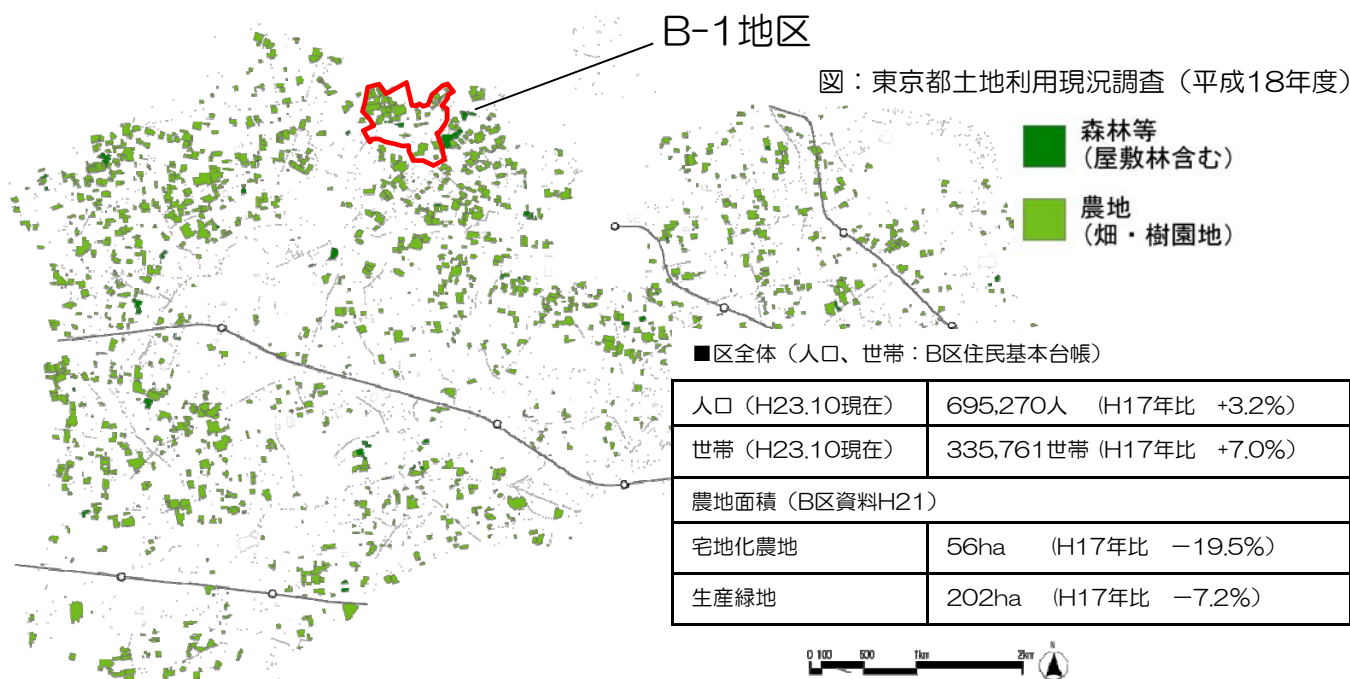 B-1地区
図：東京都土地利用現況調査（平成18年度）
森林等
（屋敷林含む）
農地
（畑・樹園地）
■区全体（人口、世帯：B区住民基本台帳）
人口（H23.10現在） 695,270人 （H17年比 +3.2%）
世帯（H23.10現在） 335,761世帯（H17年比 +7.0%）
農地面積（B区資料H21）
宅地化農地 56ha （H17年比 －19.5%）
生産緑地 202ha （H17年比 －7.2%）
0 100 500 1km 2km N